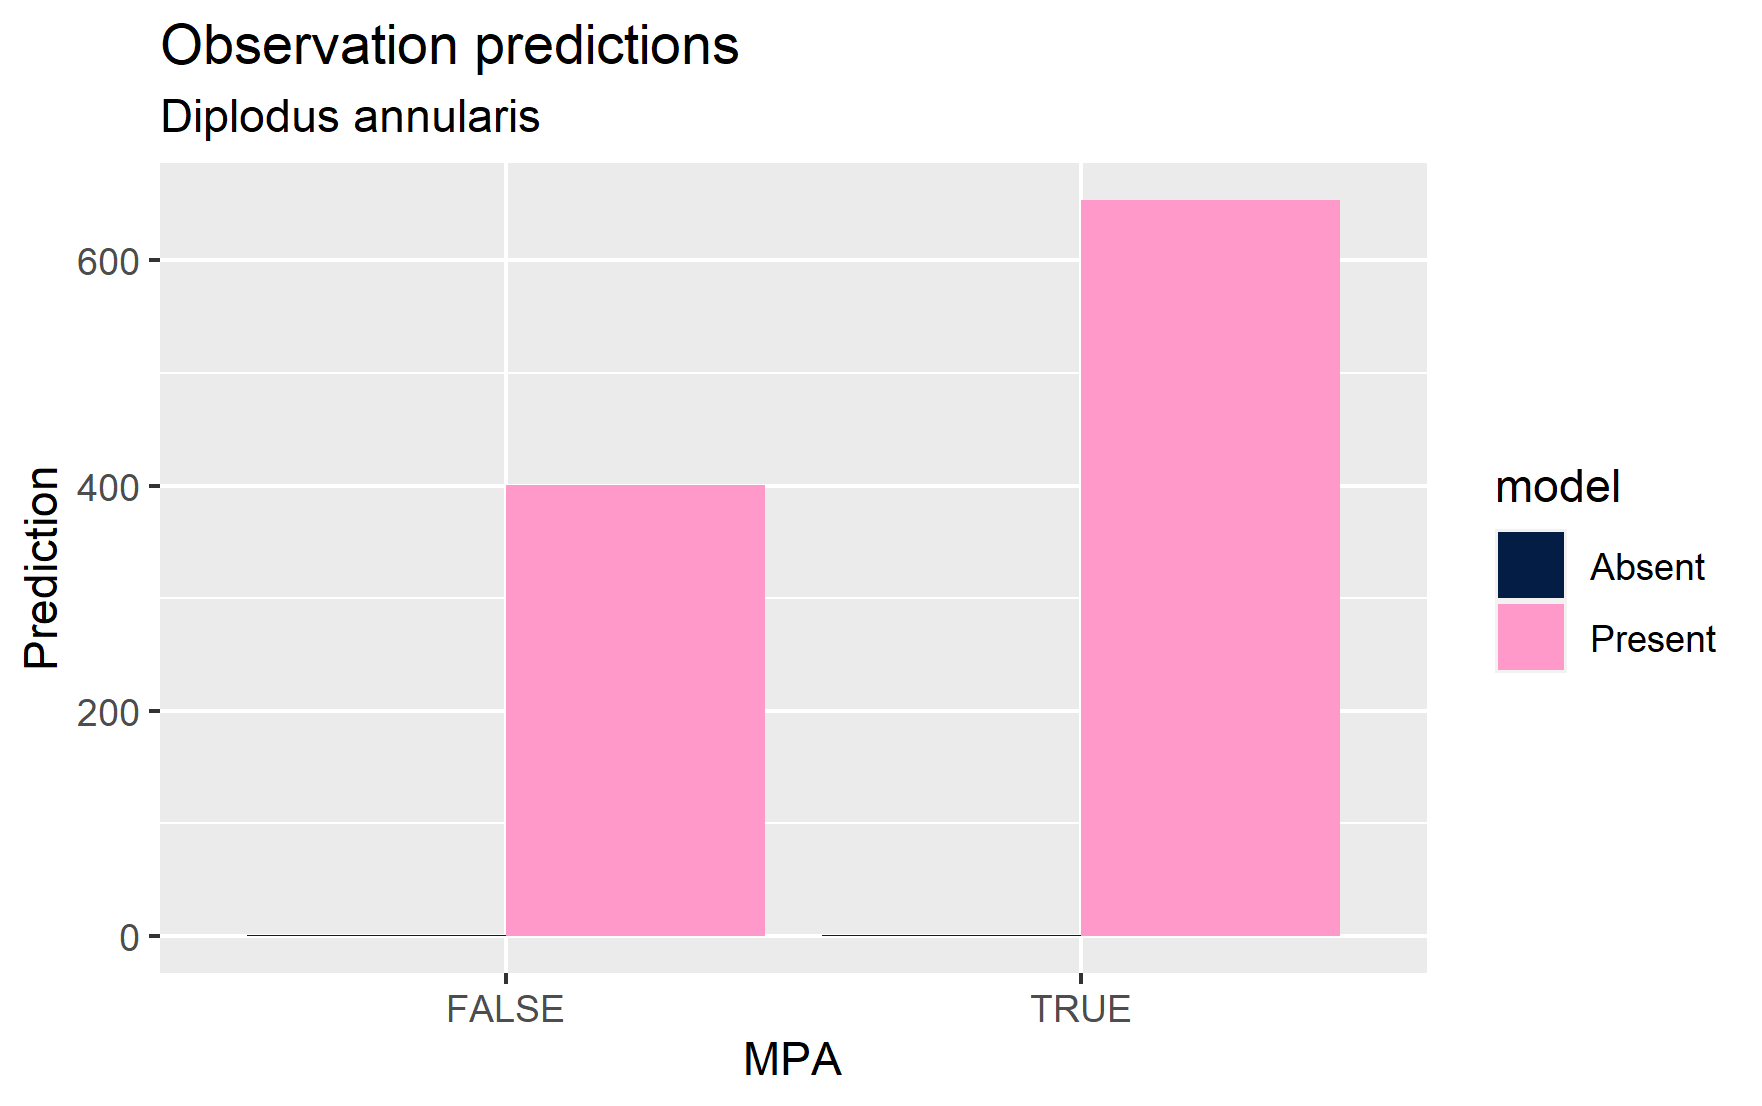 Observation predictions
Diplodus annularis
Prediction
600
400
200
0
FALSE
TRUE
MPA
model
Absent
Present